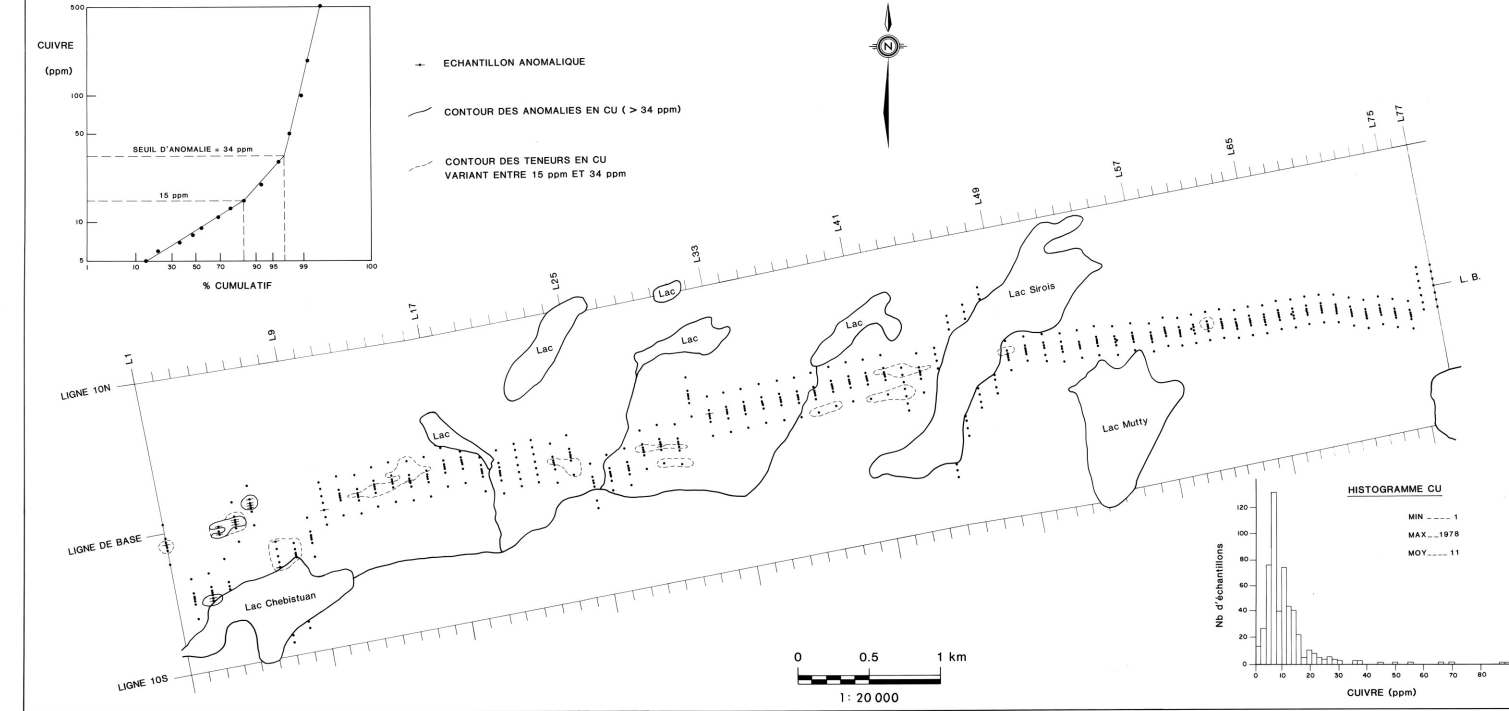 500
CUIVRE
(ppm)
100
50
SEUIL D'ANOMALIE = 34 ppm
15 ppm
10
5
1 10 30 50 70 90 95 99 100
% CUMULATIF
ECHANTILLON ANOMALIQUE
CONTOUR DES ANOMALIES EN CU ( > 34 ppm)
CONTOUR DES TENEURS EN CU
VARIANT ENTRE 15 ppm ET 34 ppm
N
L1
L9
L17
L25
L33
L41
L49
L57
L65
L75
L77
L. B.
LIGNE 10N
LIGNE DE BASE
LIGNE 10S
Lac
Lac
Lac
Lac
Lac
Lac Sirois
Lac Mutty
Lac Chebistuan
0 0.5 1 km
1: 20 000
HISTOGRAMME CU
MIN ---- 1
MAX -- 1978
MOY ---- 11
Nb d'échantillons
120
100
80
60
40
20
0
0 10 20 30 40 50 60 70 80
CUIVRE (ppm)